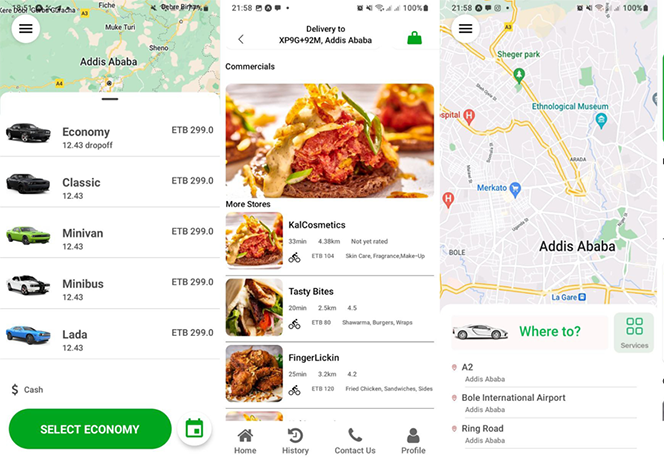 Fiche
Debre Birhan
A3
Muke Turi
Sheno
Addis Ababa
A4
Economy
ETB 299.0
12.43 dropoff
Classic
ETB 299.0
12.43
Minivan
ETB 299.0
12.43
Minibus
ETB 299.0
12.43
Lada
ETB 299.0
12.43
$ Cash
SELECT ECONOMY
21:58
100%
Delivery to
XP9G+92M, Addis Ababa
Commercials
More Stores
KalCosmetics
33min 4.38km Not yet rated
ETB 104 Skin Care, Fragrance,Make-Up
Tasty Bites
20min 2.5km 4.5
ETB 80 Shawarma, Burgers, Wraps
FingerLickin
25min 3.2km 4.2
ETB 120 Fried Chicken, Sandwiches, Sides
Home
History
Contact Us
Profile
21:58
100%
A3
Sheger park
Ethnological Museum
ospital
H
ARADA
Merkato
H
BOLE
Addis Ababa
La Gare
Where to?
Services
A2
Addis Ababa
Bole International Airport
Addis Ababa
Ring Road
Addis Ababa